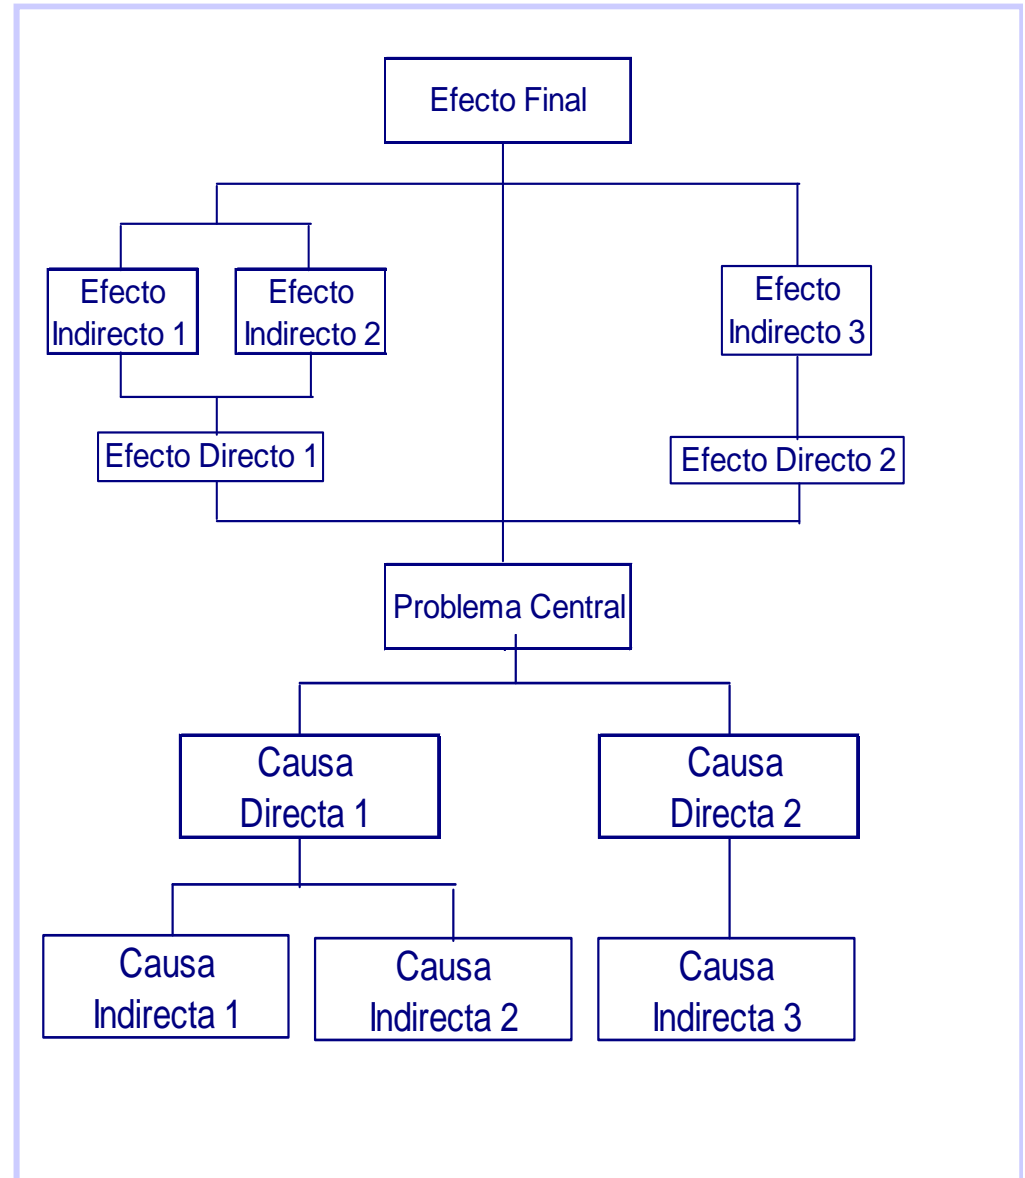 Efecto Final
Efecto
Indirecto 1
Efecto
Indirecto 2
Efecto
Indirecto 3
Efecto Directo 1
Efecto Directo 2
Problema Central
Causa
Directa 1
Causa
Directa 2
Causa
Indirecta 1
Causa
Indirecta 2
Causa
Indirecta 3